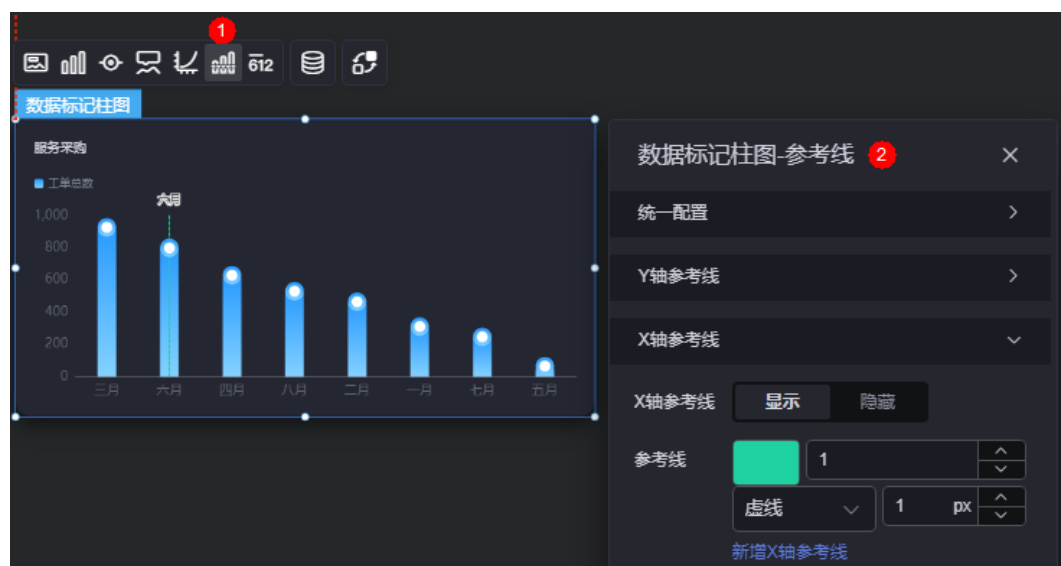 1
612
数据标记柱图
服务采购
工单总数
六月
1,000
800
600
400
200
0
三月 六月 四月 八月 二月 一月 七月 五月
数据标记柱图-参考线 2
统一配置
Y轴参考线
X轴参考线
X轴参考线 显示 隐藏
参考线 1
虚线 1 px
新增X轴参考线